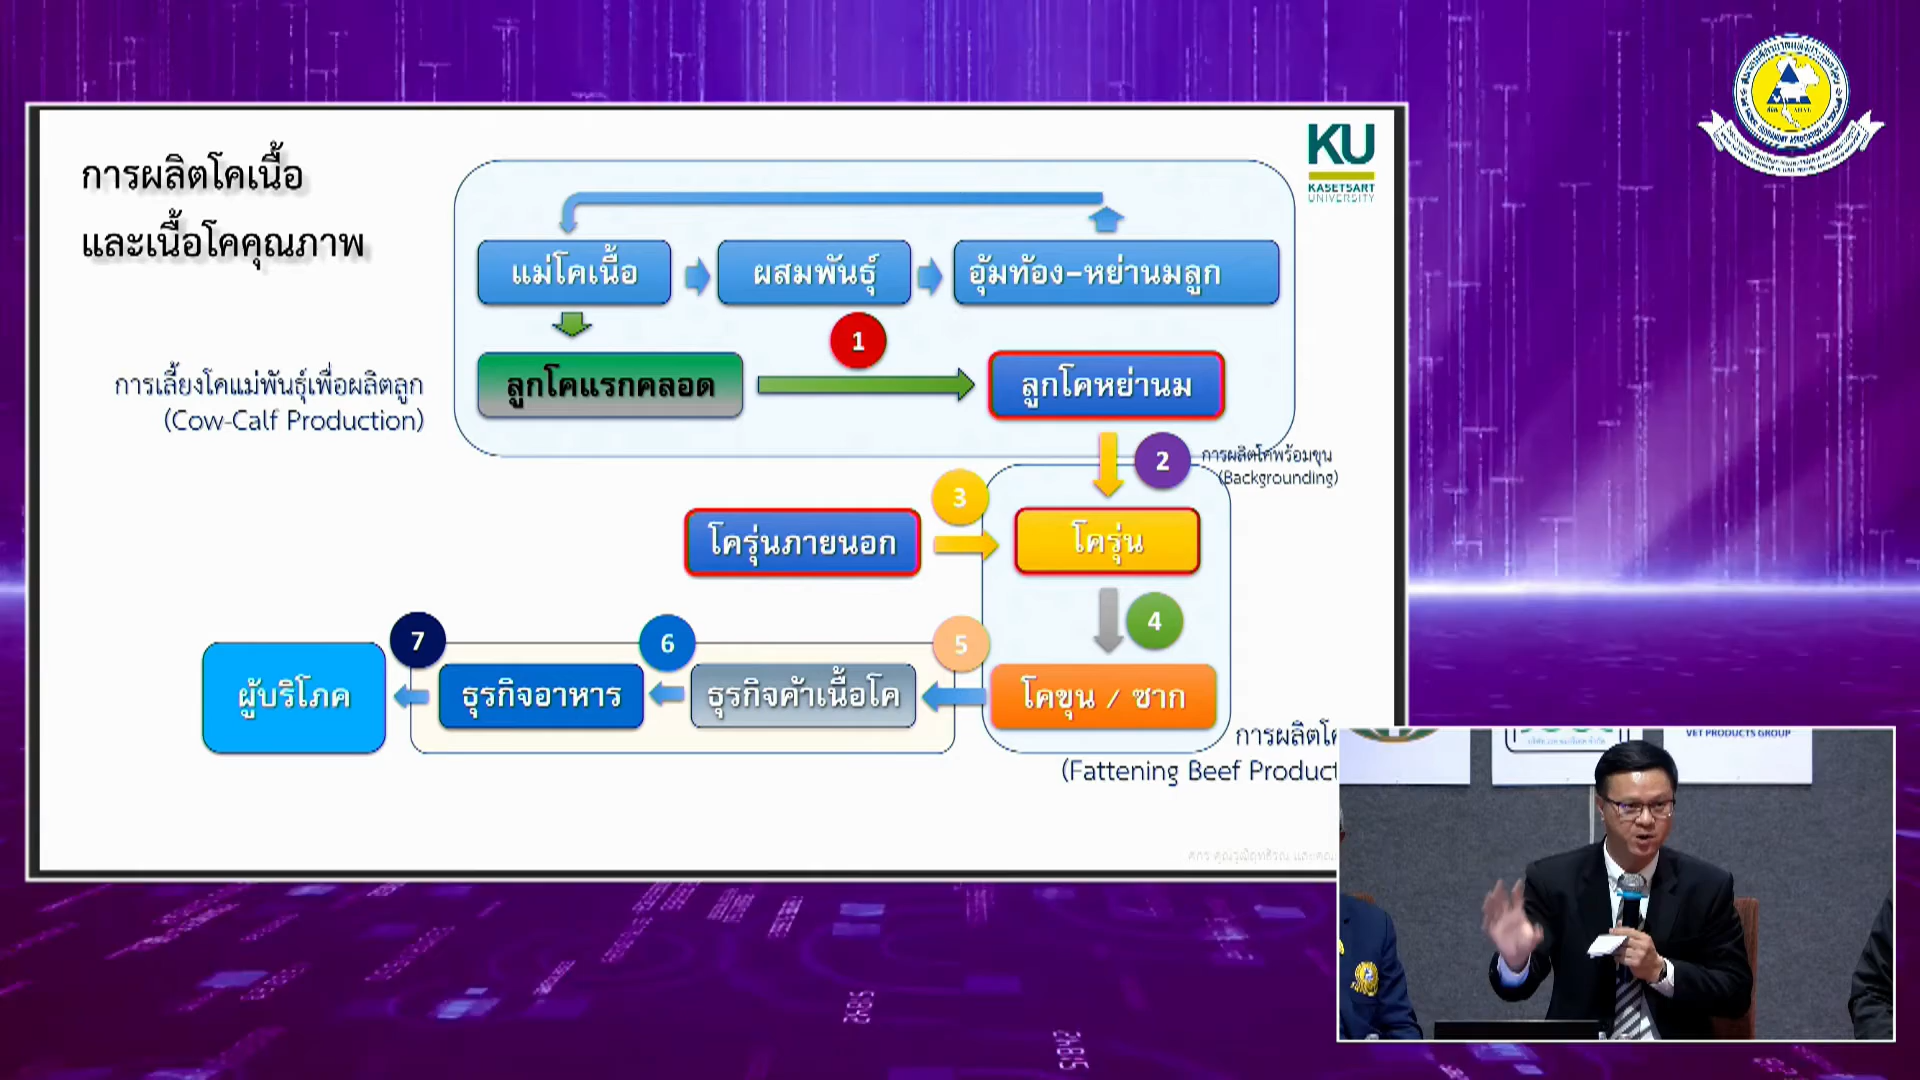 การผลิตโคเนื้อ
และเนื้อโคคุณภาพ
KU
KASETSART
UNIVERSITY
แม่โคเนื้อ
ผสมพันธุ์
อุ้มท้อง-หย่านมลูก
1
ลูกโคแรกคลอด
ลูกโคหย่านม
การเลี้ยงโคแม่พันธุ์เพื่อผลิตลูก
(Cow-Calf Production)
2
การผลิตโคพร้อมขุน
(Backgrounding)
3
โครุ่นภายนอก
โครุ่น
4
7
6
5
ผู้บริโภค
ธุรกิจอาหาร
ธุรกิจค้าเนื้อโค
โคขุน / ซาก
การผลิตโค
(Fattening Beef Product
VET PRODUCTS GROUP